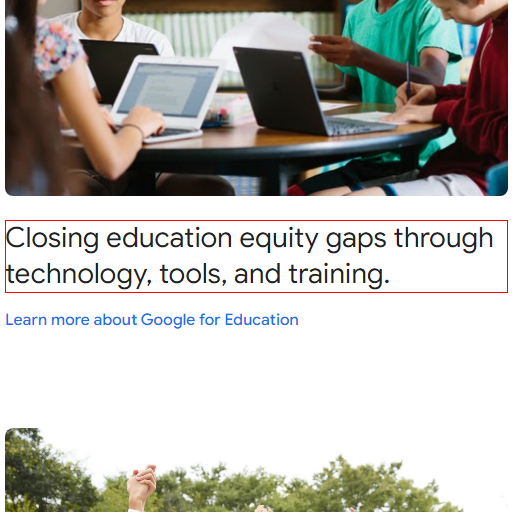 Closing education equity gaps through
technology, tools, and training.
Learn more about Google for Education